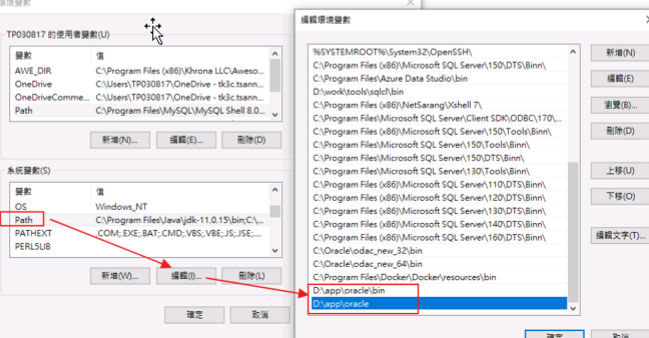 環境變數
TP030817 的使用者變數(U)
變數 值
AWE_DIR C:\Program Files (x86)\Khrona LLC\Aweso...
OneDrive C:\Users\TP030817\OneDrive - tk3c.tsann...
OneDriveComme... C:\Users\TP030817\OneDrive - tk3c.tsann...
Path C:\Program Files\MySQL\MySQL Shell 8.0...
新增(N)... 編輯(E)... 刪除(D)
系統變數(S)
變數 值
OS Windows_NT
Path C:\Program Files\Java\jdk-11.0.15\bin;C:\...
PATHEXT .COM;.EXE;.BAT;.CMD;.VBS;.VBE;.JS;.JSE;...
PERL5LIB
新增(W)... 編輯(I)... 刪除(L)
確定 取消
編輯環境變數
%SYSTEMROOT%\System32\OpenSSH\
C:\Program Files (x86)\Microsoft SQL Server\150\DTS\Binn\
C:\Program Files\Azure Data Studio\bin
D:\work\tools\sqlcl\bin
C:\Program Files (x86)\NetSarang\Xshell 7\
C:\Program Files\Microsoft SQL Server\Client SDK\ODBC\170\...
C:\Program Files (x86)\Microsoft SQL Server\150\Tools\Binn\
C:\Program Files\Microsoft SQL Server\150\Tools\Binn\
C:\Program Files\Microsoft SQL Server\150\DTS\Binn\
C:\Program Files\Microsoft SQL Server\130\Tools\Binn\
C:\Program Files (x86)\Microsoft SQL Server\110\DTS\Binn\
C:\Program Files (x86)\Microsoft SQL Server\120\DTS\Binn\
C:\Program Files (x86)\Microsoft SQL Server\130\DTS\Binn\
C:\Program Files (x86)\Microsoft SQL Server\140\DTS\Binn\
C:\Program Files (x86)\Microsoft SQL Server\160\DTS\Binn\
C:\Oracle\odac_new_32\bin
C:\Oracle\odac_new_64\bin
C:\Program Files\Docker\Docker\resources\bin
D:\app\oracle\bin
D:\app\oracle
新增(N)
編輯(E)
瀏覽(B)...
刪除(D)
上移(U)
下移(O)
編輯文字(T)...
確定 取消